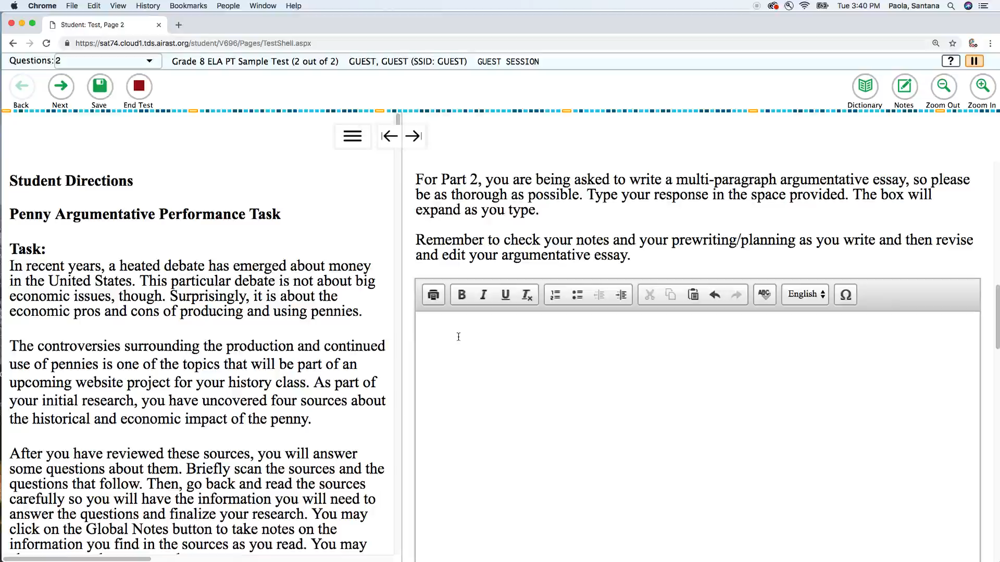 Chrome File Edit View History Bookmarks People Window Help Tue 3:40 PM Paola, Santana
Student: Test, Page 2
https://sat74.cloud1.tds.airast.org/student/V696/Pages/TestShell.aspx
Questions: 2 Grade 8 ELA PT Sample Test (2 out of 2) GUEST, GUEST (SSID: GUEST) GUEST SESSION ?
Back Next Save End Test Dictionary Notes Zoom Out Zoom In
Student Directions
Penny Argumentative Performance Task
Task:
In recent years, a heated debate has emerged about money
in the United States. This particular debate is not about big
economic issues, though. Surprisingly, it is about the
economic pros and cons of producing and using pennies.
The controversies surrounding the production and continued
use of pennies is one of the topics that will be part of an
upcoming website project for your history class. As part of
your initial research, you have uncovered four sources about
the historical and economic impact of the penny.
After you have reviewed these sources, you will answer
some questions about them. Briefly scan the sources and the
questions that follow. Then, go back and read the sources
carefully so you will have the information you will need to
answer the questions and finalize your research. You may
click on the Global Notes button to take notes on the
information you find in the sources as you read. You may
For Part 2, you are being asked to write a multi-paragraph argumentative essay, so please
be as thorough as possible. Type your response in the space provided. The box will
expand as you type.
Remember to check your notes and your prewriting/planning as you write and then revise
and edit your argumentative essay.
B I U Tx ABC English Ω